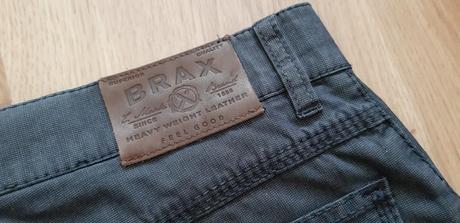 SUPERIOR QUALITY
BRAX
SINCE 1888
HEAVY WEIGHT LEATHER
FEEL GOOD